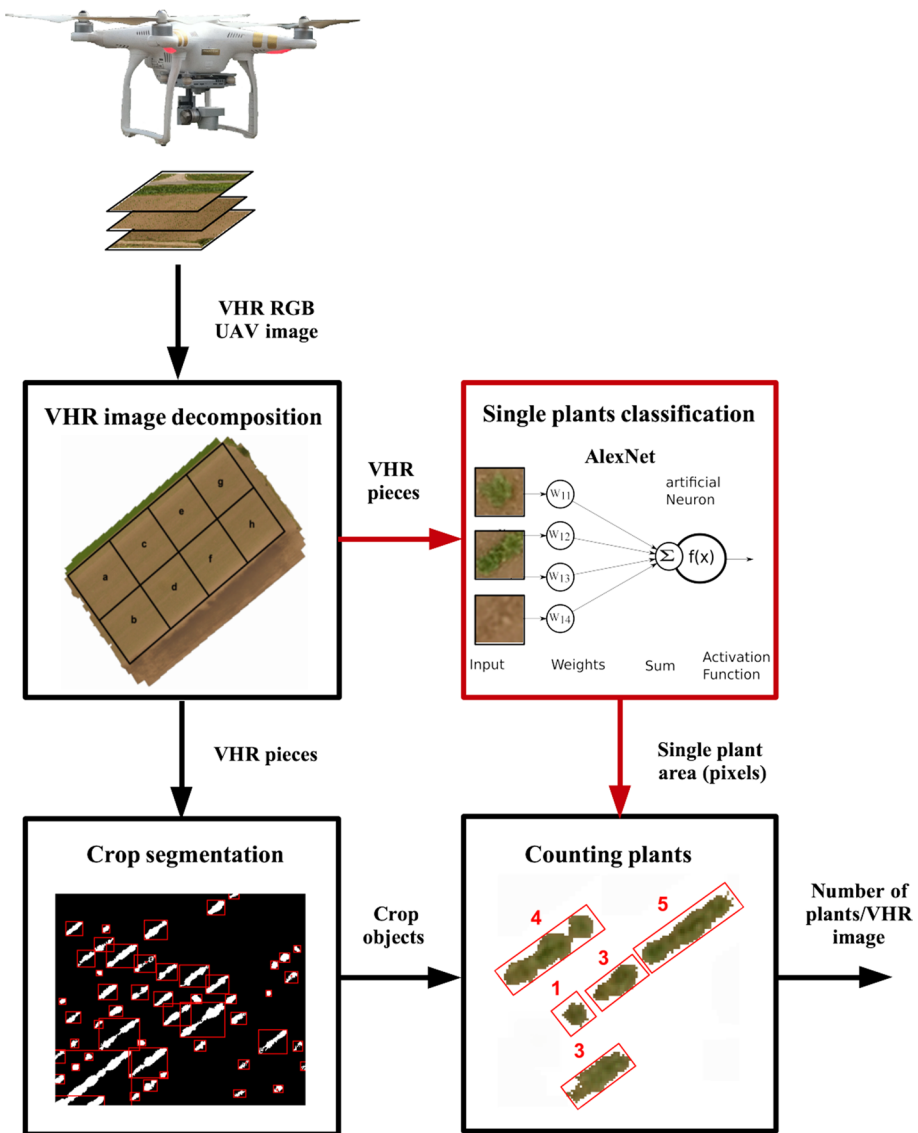 VHR RGB
UAV image
VHR image decomposition
a
b
c
d
e
f
g
h
VHR
pieces
Single plants classification
AlexNet
artificial
Neuron
W11
W12
W13
W14
Σ
f(x)
Input
Weights
Sum
Activation
Function
VHR pieces
Single plant
area (pixels)
Crop segmentation
Crop
objects
Counting plants
4
5
3
1
3
Number of
plants/VHR
image